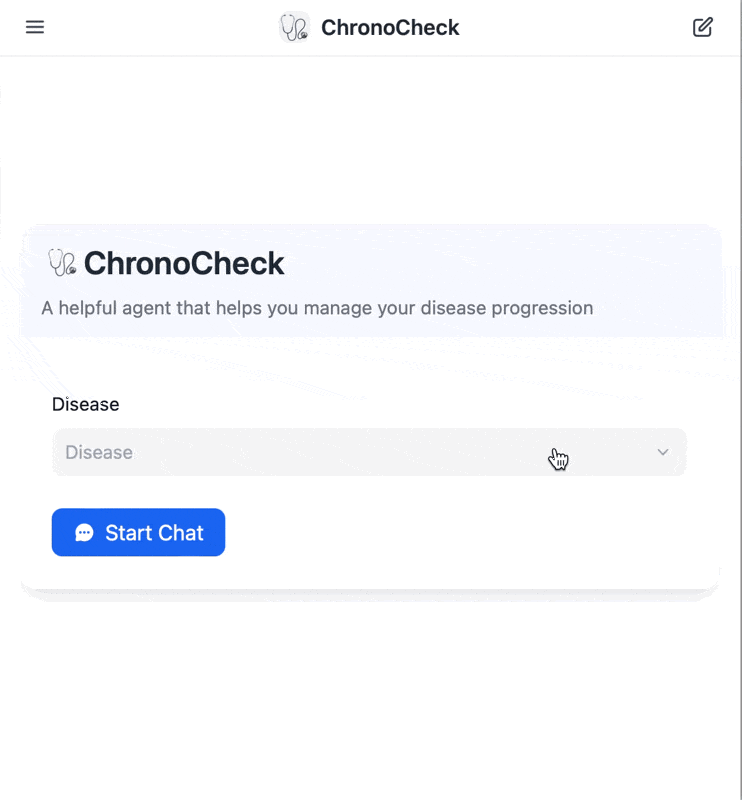 ChronoCheck
ChronoCheck
A helpful agent that helps you manage your disease progression
Disease
Disease
Start Chat